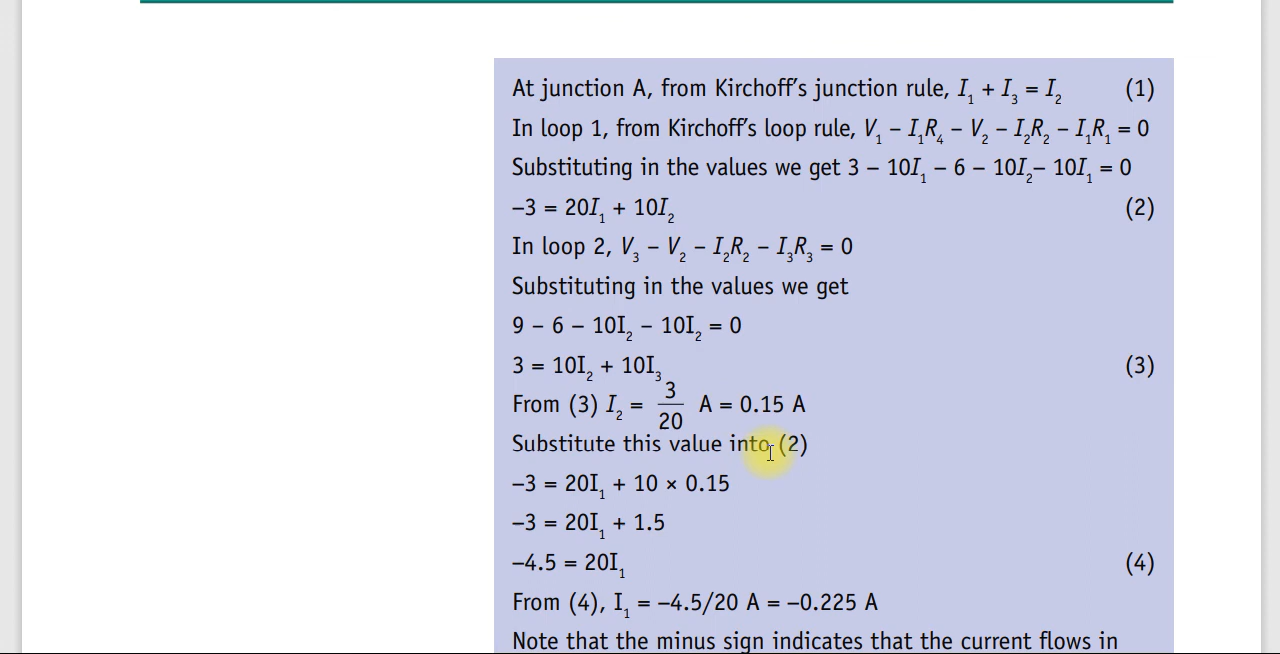 At junction A, from Kirchoff's junction rule, I₁ + I₃ = I₂ (1)
In loop 1, from Kirchoff's loop rule, V₁ – I₁R₄ – V₂ – I₂R₂ – I₁R₁ = 0
Substituting in the values we get 3 – 10I₁ – 6 – 10I₂– 10I₁ = 0
–3 = 20I₁ + 10I₂ (2)
In loop 2, V₃ – V₂ – I₂R₂ – I₃R₃ = 0
Substituting in the values we get
9 – 6 – 10I₂ – 10I₂ = 0
3 = 10I₂ + 10I₃ (3)
From (3) I₂ = 3/20 A = 0.15 A
Substitute this value into (2)
–3 = 20I₁ + 10 × 0.15
–3 = 20I₁ + 1.5
–4.5 = 20I₁ (4)
From (4), I₁ = –4.5/20 A = –0.225 A
Note that the minus sign indicates that the current flows in